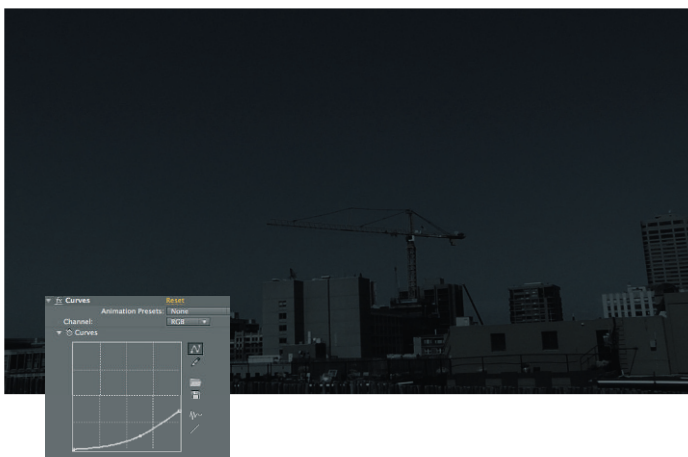 fx Curves Reset
Animation Presets: None
Channel: RGB
Curves